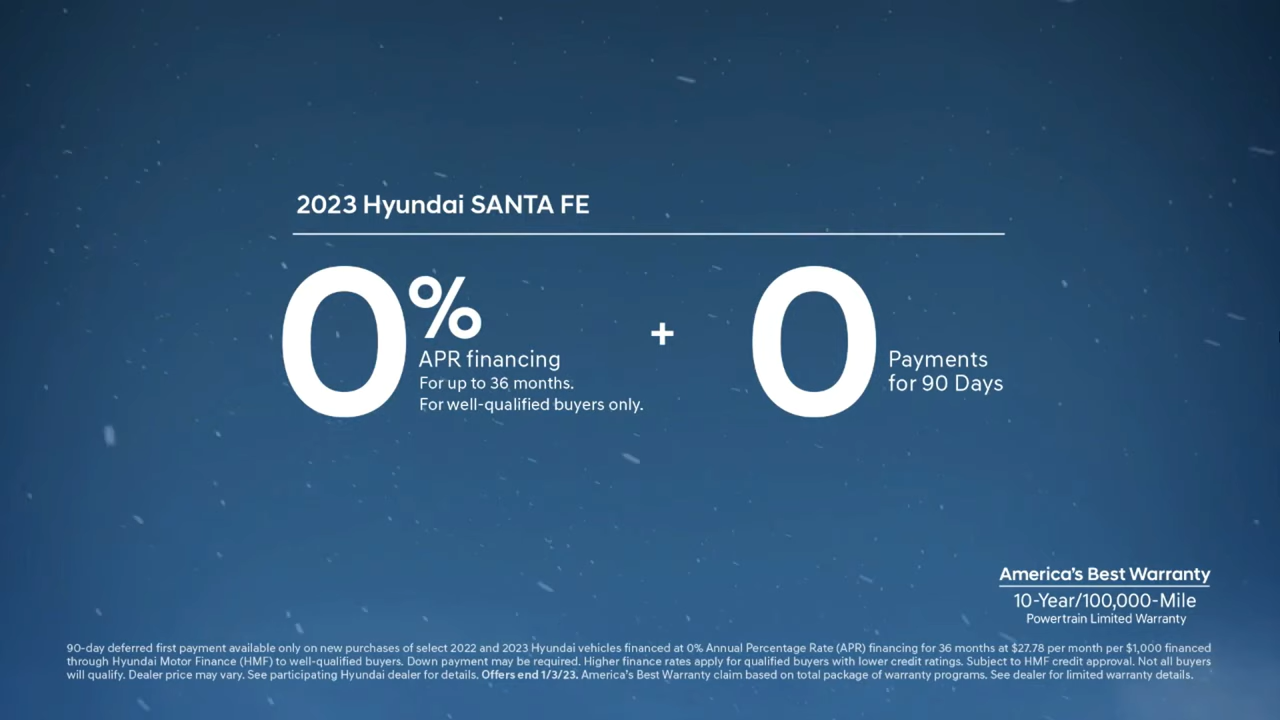 2023 Hyundai SANTA FE
0%
APR financing
For up to 36 months.
For well-qualified buyers only.
+
0
Payments
for 90 Days
America's Best Warranty
10-Year/100,000-Mile
Powertrain Limited Warranty
90-day deferred first payment available only on new purchases of select 2022 and 2023 Hyundai vehicles financed at 0% Annual Percentage Rate (APR) financing for 36 months at $27.78 per month per $1,000 financed
through Hyundai Motor Finance (HMF) to well-qualified buyers. Down payment may be required. Higher finance rates apply for qualified buyers with lower credit ratings. Subject to HMF credit approval. Not all buyers
will qualify. Dealer price may vary. See participating Hyundai dealer for details. Offers end 1/3/23. America's Best Warranty claim based on total package of warranty programs. See dealer for limited warranty details.